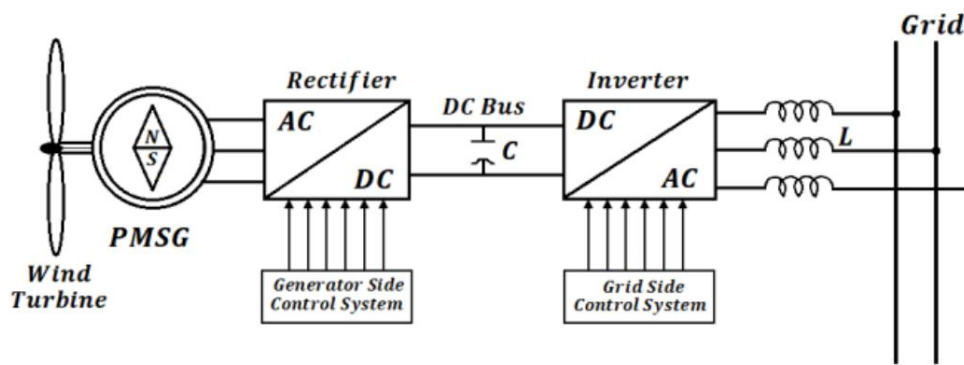 Grid
Rectifier
Inverter
AC
DC
DC Bus
C
DC
AC
L
N
S
PMSG
Wind
Turbine
Generator Side
Control System
Grid Side
Control System